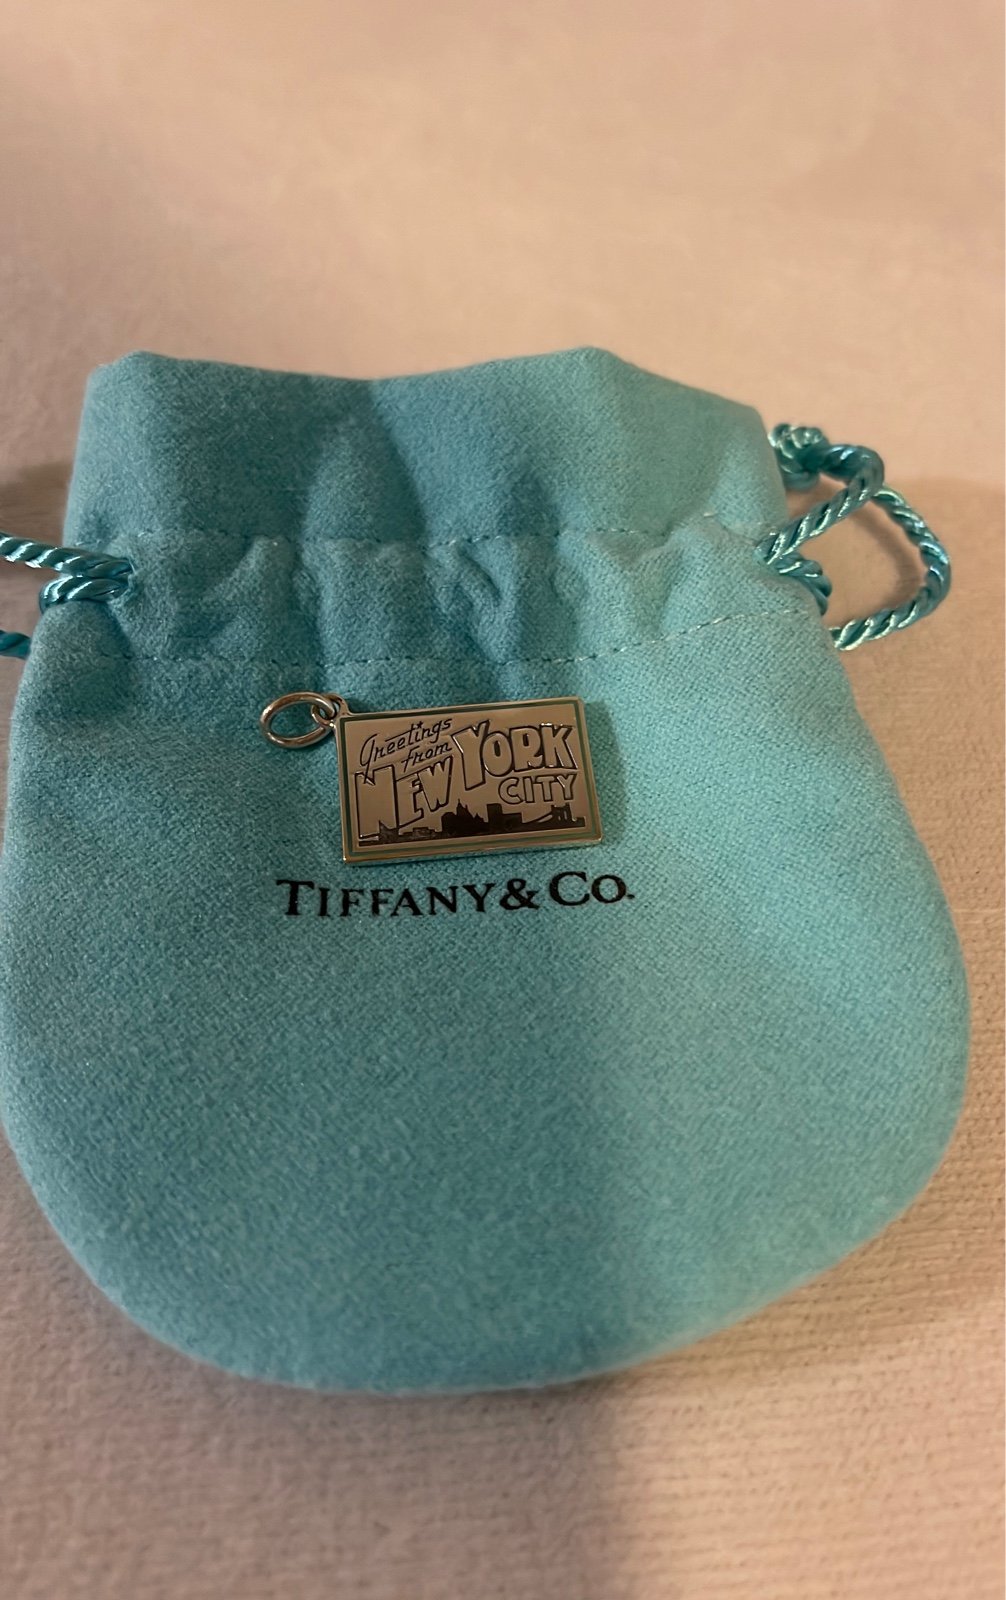 Greetings
from
NEW YORK
CITY
TIFFANY & CO.